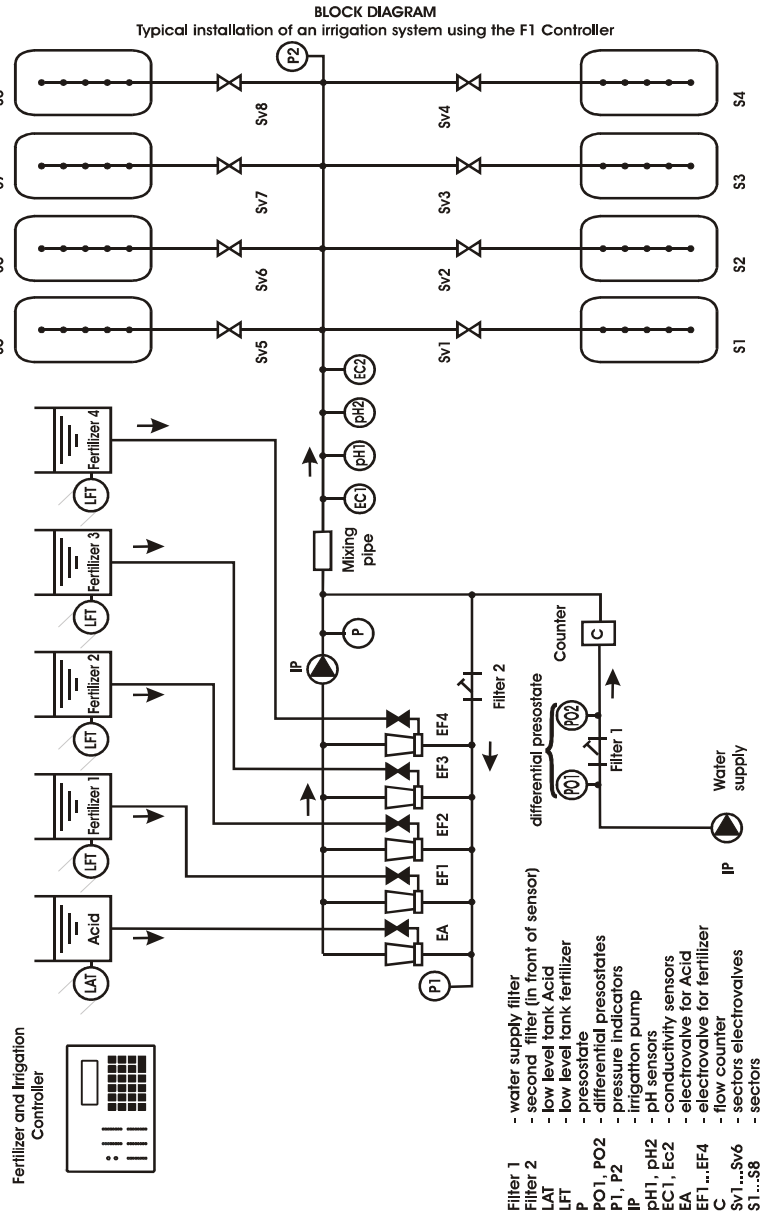 BLOCK DIAGRAM
Typical installation of an irrigation system using the F1 Controller
P2
Sv8
Sv4
S4
Sv7
Sv3
S3
Sv6
Sv2
S2
Sv5
Sv1
S1
EC2
pH2
pH1
EC1
Mixing
pipe
Fertilizer 4
LFT
Fertilizer 3
LFT
Fertilizer 2
LFT
Fertilizer 1
LFT
Acid
LAT
IP
P
Filter 2
EF4
EF3
EF2
EF1
EA
P1
Counter
C
differential presostate
PO1
PO2
Filter 1
Water
supply
IP
Fertilizer and Irrigation
Controller
Filter 1 - water supply filter
Filter 2 - second filter (in front of sensor)
LAT - low level tank Acid
LFT - low level tank fertilizer
P - presostate
PO1, PO2 - differential presostates
P1, P2 - pressure indicators
IP - irrigation pump
pH1, pH2 - pH sensors
EC1, Ec2 - conductivity sensors
EA - electrovalve for Acid
EF1...EF4 - electrovalve for fertilizer
C - flow counter
Sv1...Sv6 - sectors electrovalves
S1...S8 - sectors